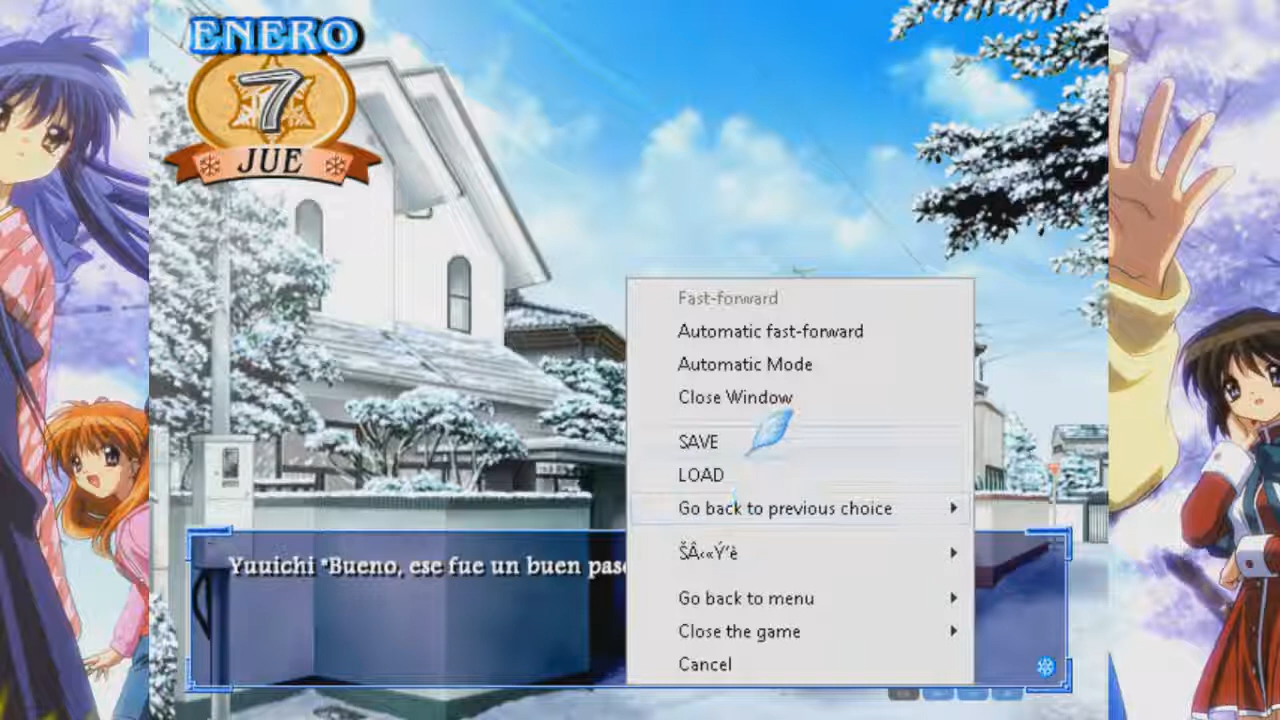 ENERO
7
JUE
Fast-forward
Automatic fast-forward
Automatic Mode
Close Window
SAVE
LOAD
Go back to previous choice
ŠÂ‹«Ý’è
Go back to menu
Close the game
Cancel
Yuuichi "Bueno, ese fue un buen